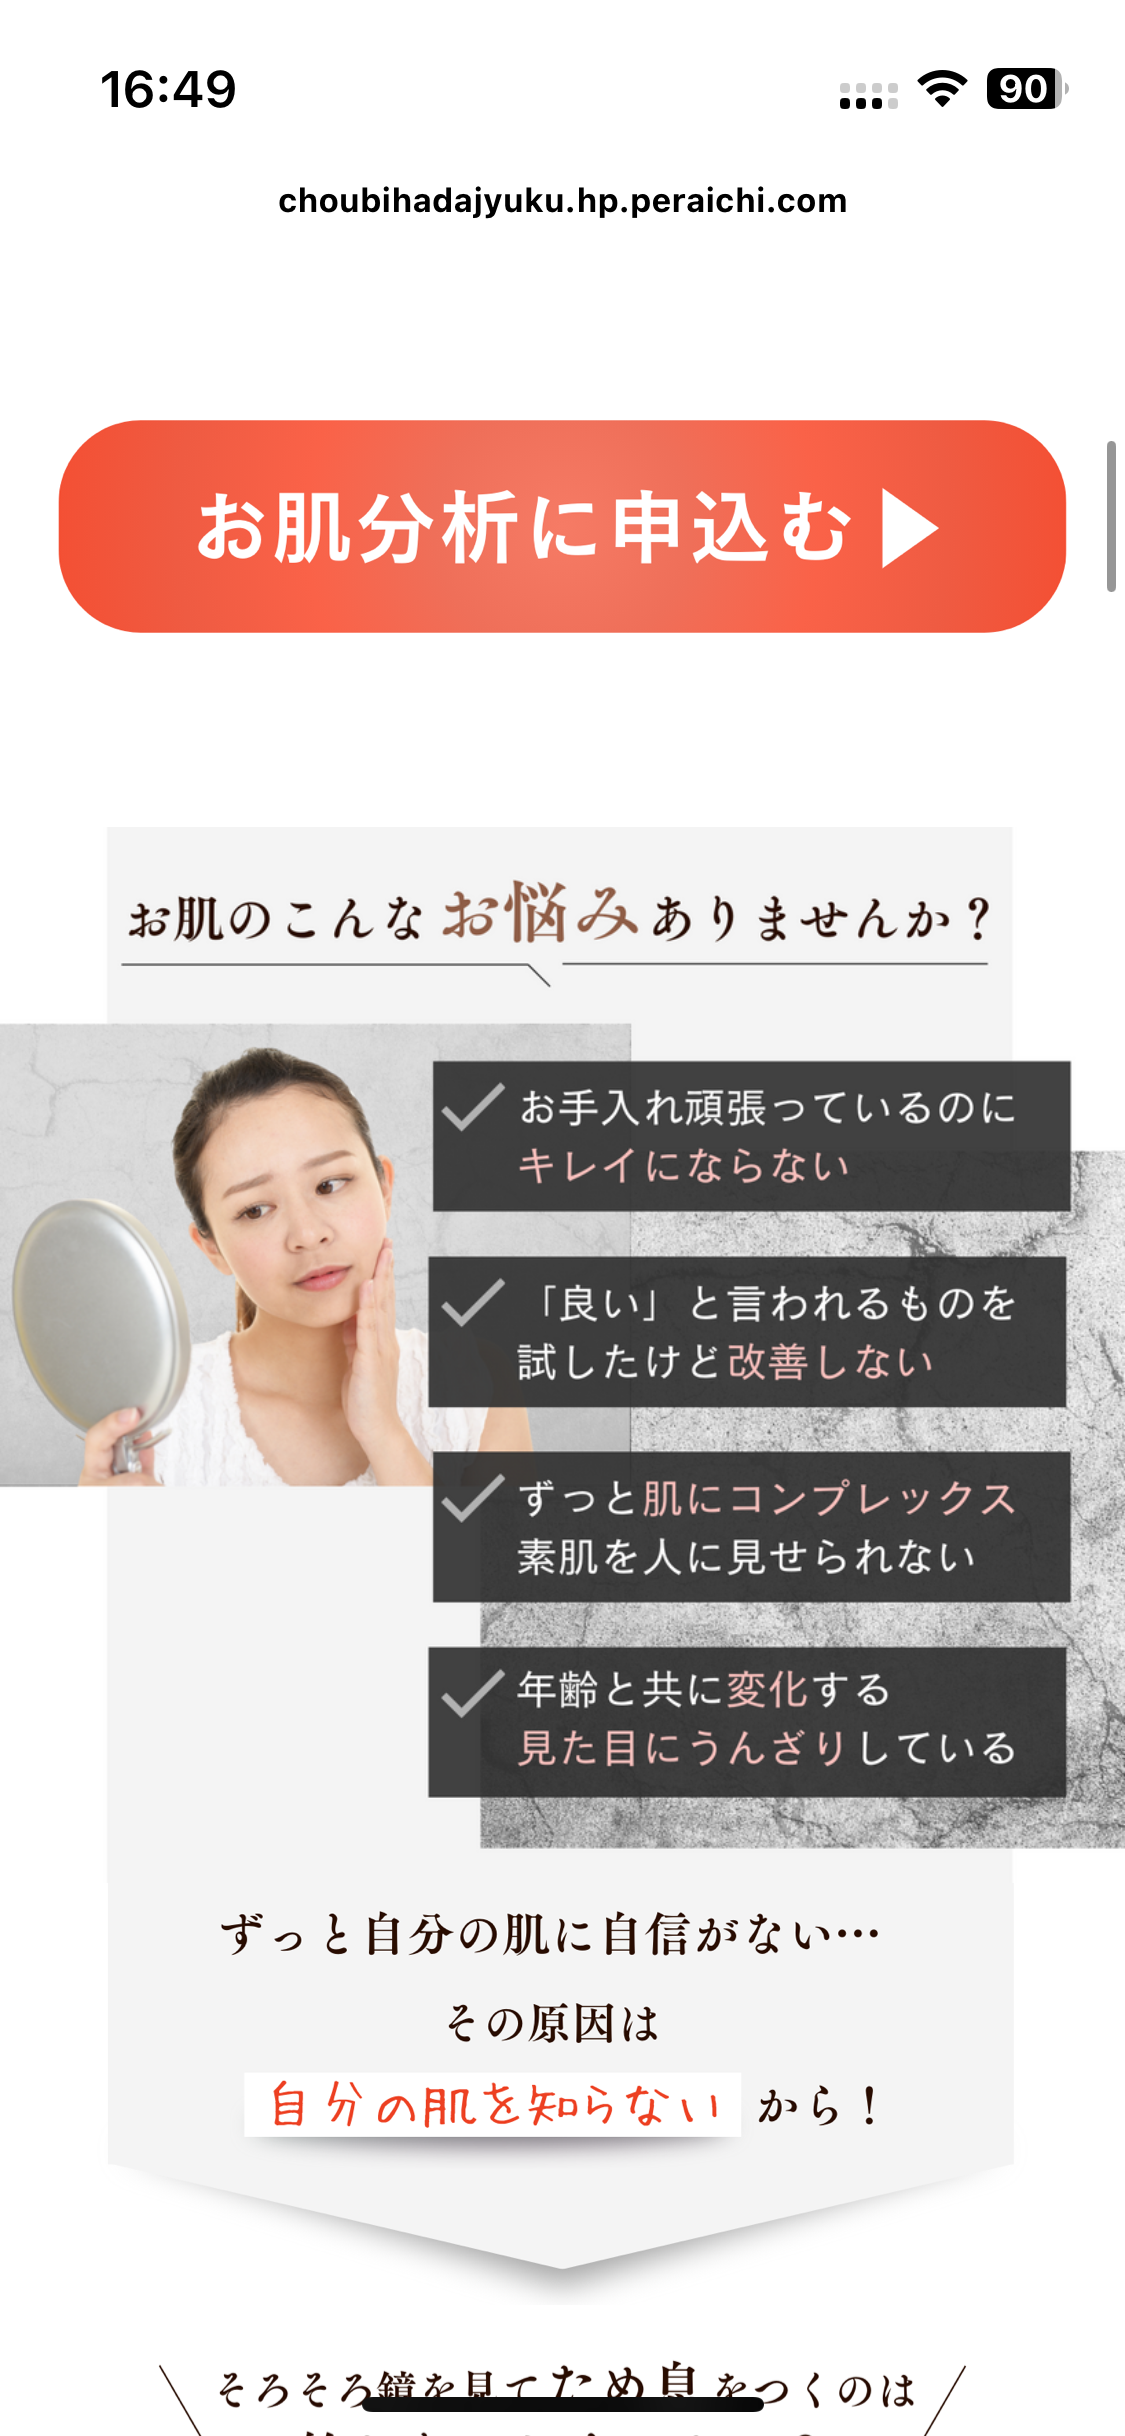 16:49
90
choubihadajyuku.hp.peraichi.com
お肌分析に申込む▶
お肌のこんなお悩みありませんか？
お手入れ頑張っているのに
キレイにならない
「良い」と言われるものを
試したけど改善しない
ずっと肌にコンプレックス
素肌を人に見せられない
年齢と共に変化する
見た目にうんざりしている
ずっと自分の肌に自信がない…
その原因は
自分の肌を知らない から！
そろそろ鏡を見てため息をつくのは